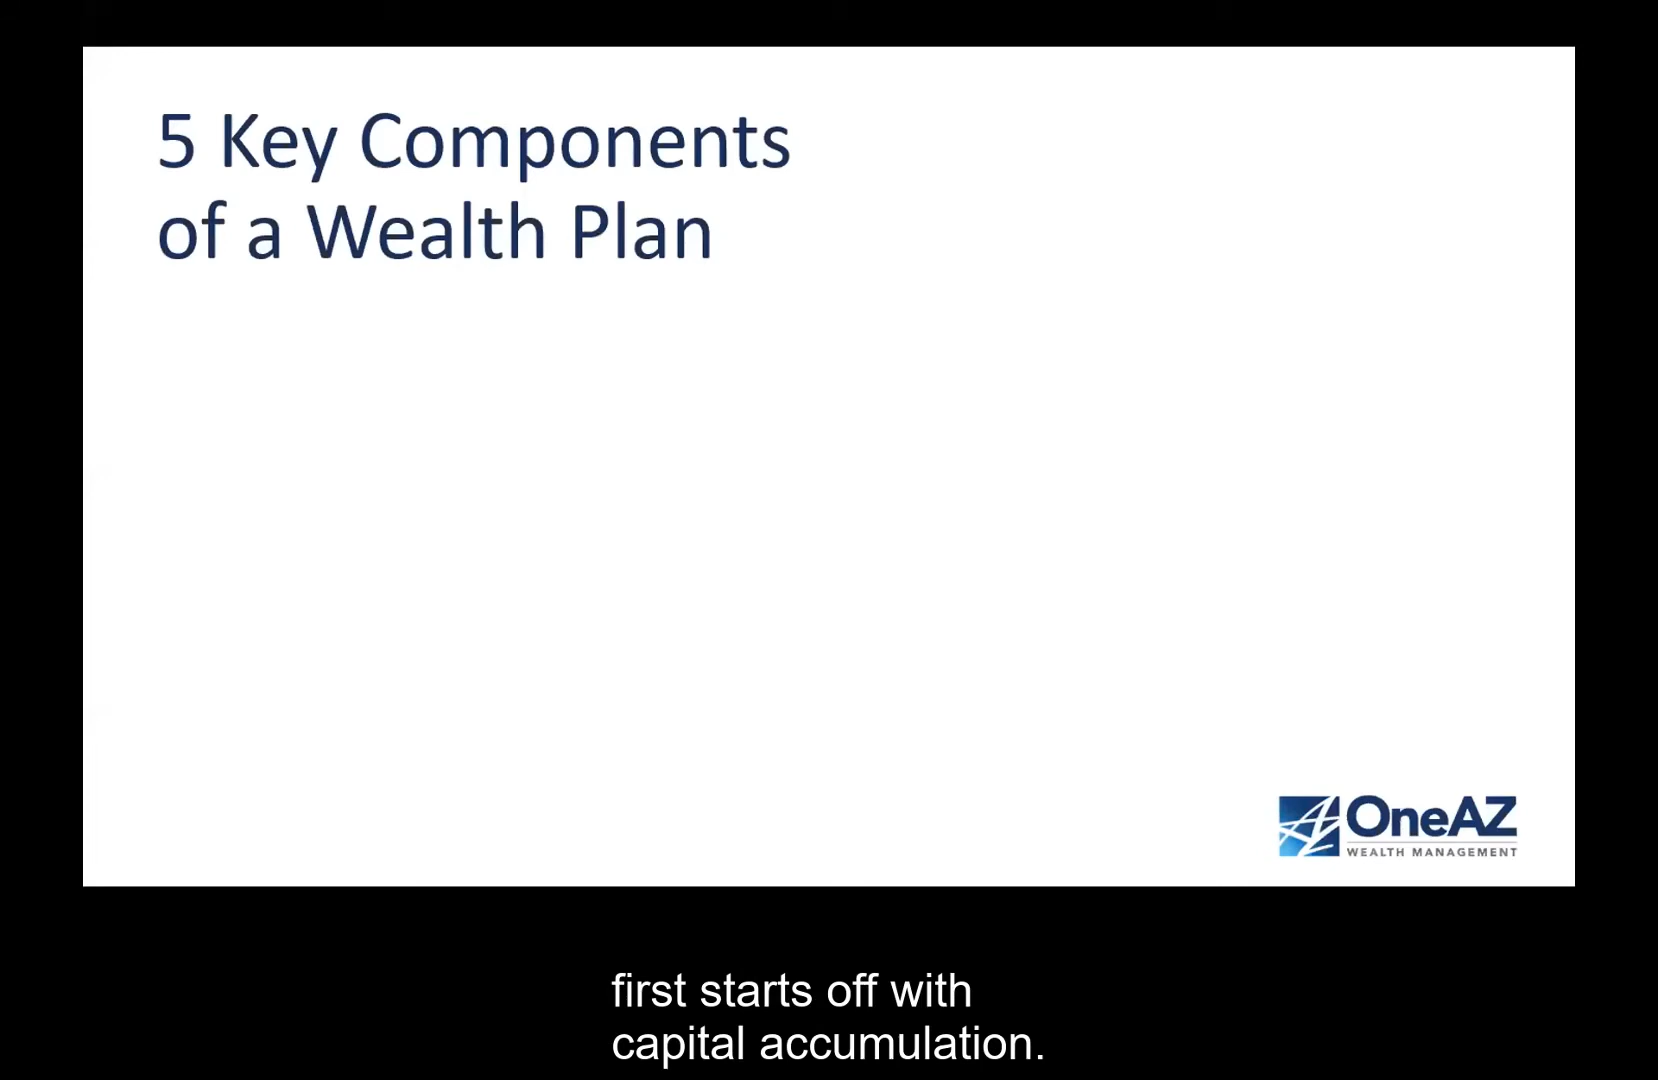 5 Key Components
of a Wealth Plan
OneAZ
WEALTH MANAGEMENT
first starts off with
capital accumulation.